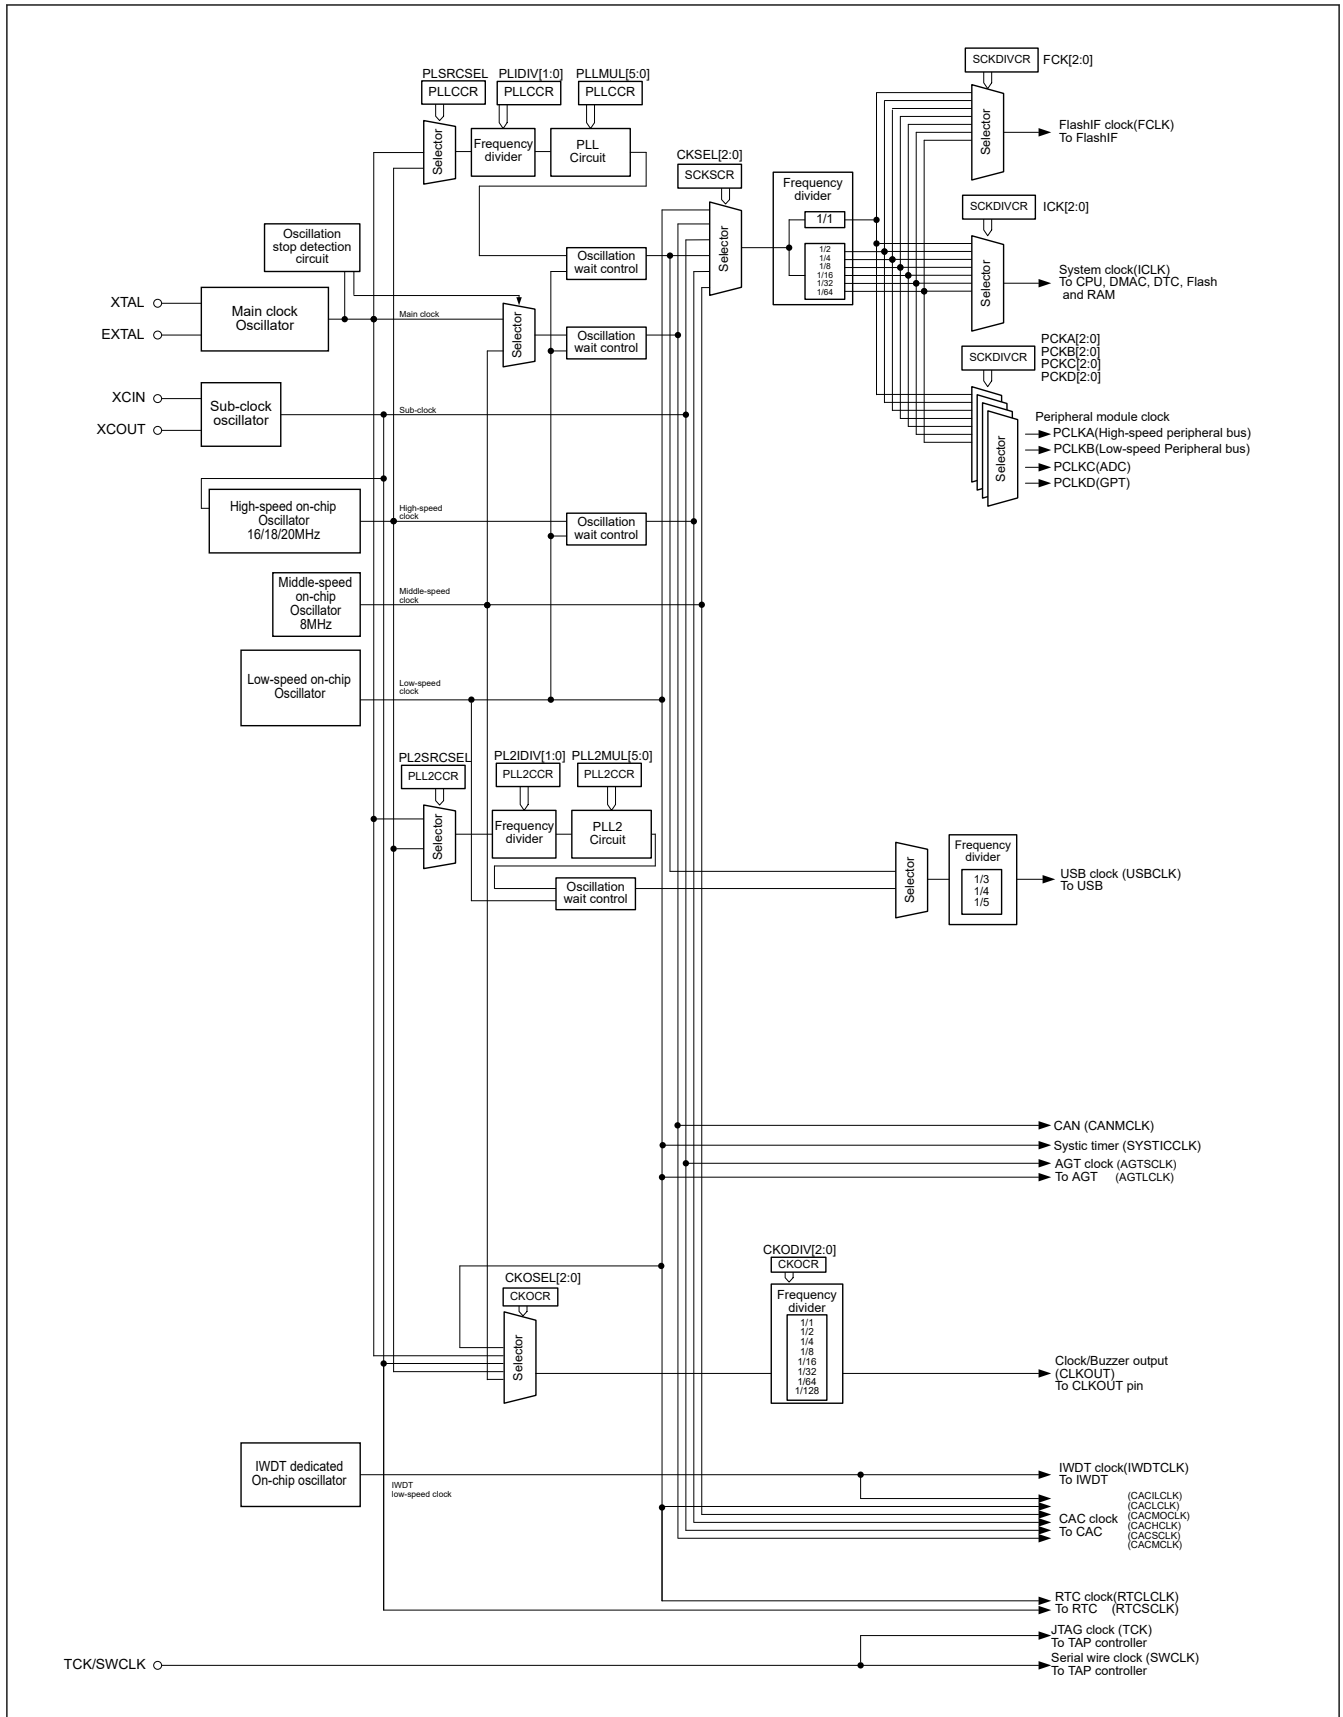 PLSRCSEL
PLLCCR
Selector
PLIDIV[1:0]
PLLCCR
Frequency
divider
PLLMUL[5:0]
PLLCCR
PLL
Circuit
CKSEL[2:0]
SCKSCR
Selector
Frequency
divider
1/1
1/2
1/4
1/8
1/16
1/32
1/64
SCKDIVCR
FCK[2:0]
Selector
FlashIF clock(FCLK)
To FlashIF
SCKDIVCR
ICK[2:0]
Selector
System clock(ICLK)
To CPU, DMAC, DTC, Flash
and RAM
SCKDIVCR
PCKA[2:0]
PCKB[2:0]
PCKC[2:0]
PCKD[2:0]
Selector
Peripheral module clock
PCLKA(High-speed peripheral bus)
PCLKB(Low-speed Peripheral bus)
PCLKC(ADC)
PCLKD(GPT)
Oscillation
stop detection
circuit
Oscillation
wait control
XTAL
EXTAL
Main clock
Oscillator
Main clock
Selector
Oscillation
wait control
XCIN
XCOUT
Sub-clock
oscillator
Sub-clock
High-speed on-chip
Oscillator
16/18/20MHz
High-speed
clock
Oscillation
wait control
Middle-speed
on-chip
Oscillator
8MHz
Middle-speed
clock
Low-speed on-chip
Oscillator
Low-speed
clock
PL2SRCSEL
PLL2CCR
Selector
PL2IDIV[1:0]
PLL2CCR
Frequency
divider
PLL2MUL[5:0]
PLL2CCR
PLL2
Circuit
Oscillation
wait control
Selector
Frequency
divider
1/3
1/4
1/5
USB clock (USBCLK)
To USB
CAN (CANMCLK)
Systic timer (SYSTICCLK)
AGT clock (AGTSCLK)
To AGT (AGTLCLK)
CKOSEL[2:0]
CKOCR
Selector
CKODIV[2:0]
CKOCR
Frequency
divider
1/1
1/2
1/4
1/8
1/16
1/32
1/64
1/128
Clock/Buzzer output
(CLKOUT)
To CLKOUT pin
IWDT dedicated
On-chip oscillator
IWDT
low-speed clock
IWDT clock(IWDTCLK)
To IWDT
CAC clock
To CAC
(CACILCLK)
(CACLCLK)
(CACMOCLK)
(CACHCLK)
(CACSCLK)
(CACMCLK)
RTC clock(RTCLCLK)
To RTC (RTCSCLK)
TCK/SWCLK
JTAG clock (TCK)
To TAP controller
Serial wire clock (SWCLK)
To TAP controller